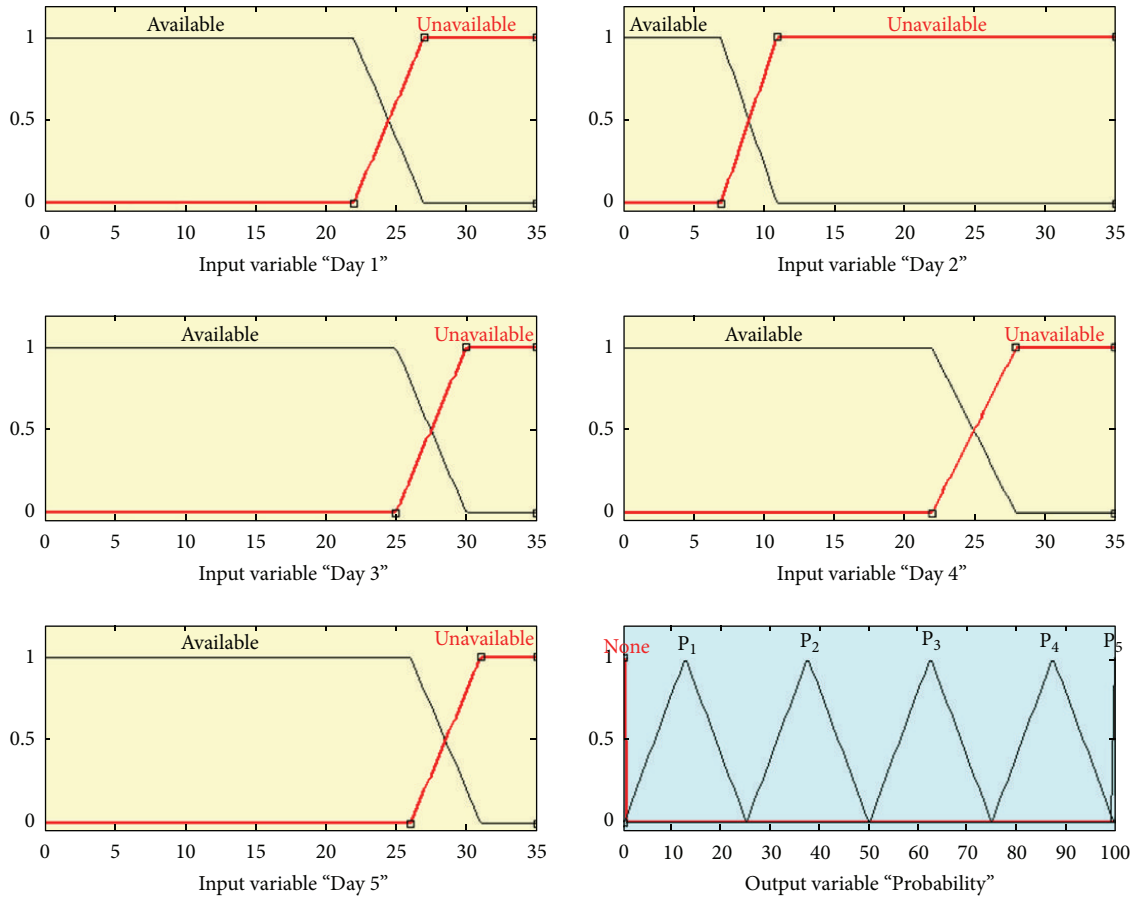 Available Unavailable
1
0.5
0
0 5 10 15 20 25 30 35
Input variable “Day 1”
Available Unavailable
1
0.5
0
0 5 10 15 20 25 30 35
Input variable “Day 2”
Available Unavailable
1
0.5
0
0 5 10 15 20 25 30 35
Input variable “Day 3”
Available Unavailable
1
0.5
0
0 5 10 15 20 25 30 35
Input variable “Day 4”
Available Unavailable
1
0.5
0
0 5 10 15 20 25 30 35
Input variable “Day 5”
None P₁ P₂ P₃ P₄ P₅
1
0.5
0
0 10 20 30 40 50 60 70 80 90 100
Output variable “Probability”